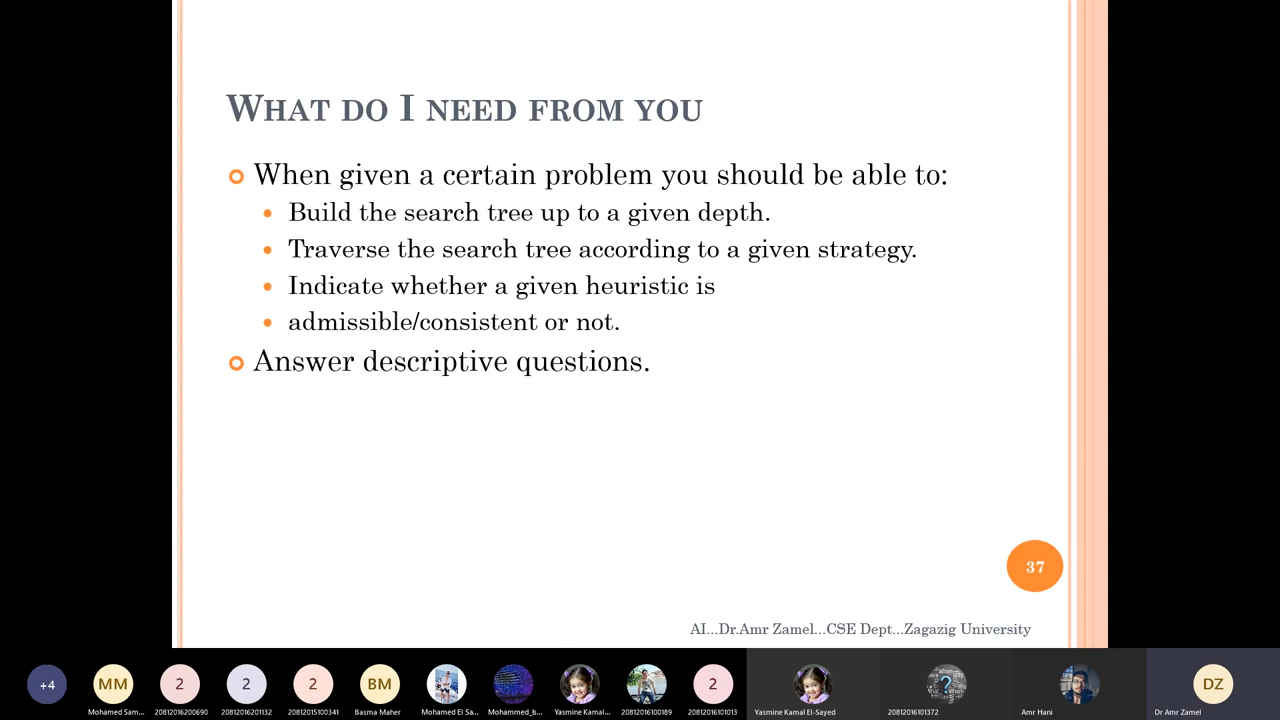 WHAT DO I NEED FROM YOU
When given a certain problem you should be able to:
Build the search tree up to a given depth.
Traverse the search tree according to a given strategy.
Indicate whether a given heuristic is
admissible/consistent or not.
Answer descriptive questions.
37
AI...Dr.Amr Zamel...CSE Dept...Zagazig University
+4 MM 2 2 2 BM 2 ? DZ
Mohamed Sam... 20812016200690 20812016201132 20812015100341 Basma Maher Mohamed El Sa... Yasmine Kamal... 20812016100189 20812016101013 Yasmine Kamal El-Sayed 20812016101372 Amr Hani Dr Amr Zamel